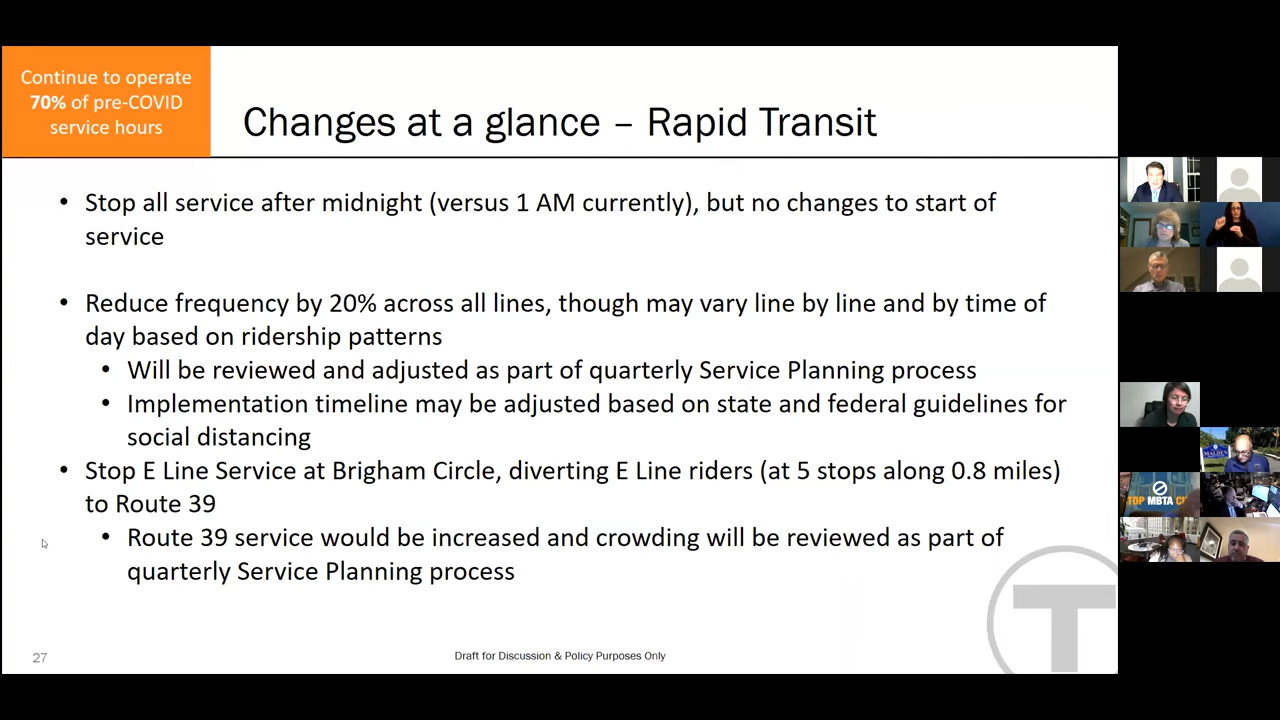 Continue to operate
70% of pre-COVID
service hours
Changes at a glance – Rapid Transit
• Stop all service after midnight (versus 1 AM currently), but no changes to start of
service
• Reduce frequency by 20% across all lines, though may vary line by line and by time of
day based on ridership patterns
• Will be reviewed and adjusted as part of quarterly Service Planning process
• Implementation timeline may be adjusted based on state and federal guidelines for
social distancing
• Stop E Line Service at Brigham Circle, diverting E Line riders (at 5 stops along 0.8 miles)
to Route 39
• Route 39 service would be increased and crowding will be reviewed as part of
quarterly Service Planning process
T
27
Draft for Discussion & Policy Purposes Only
MALDEN
TOP MBTA C